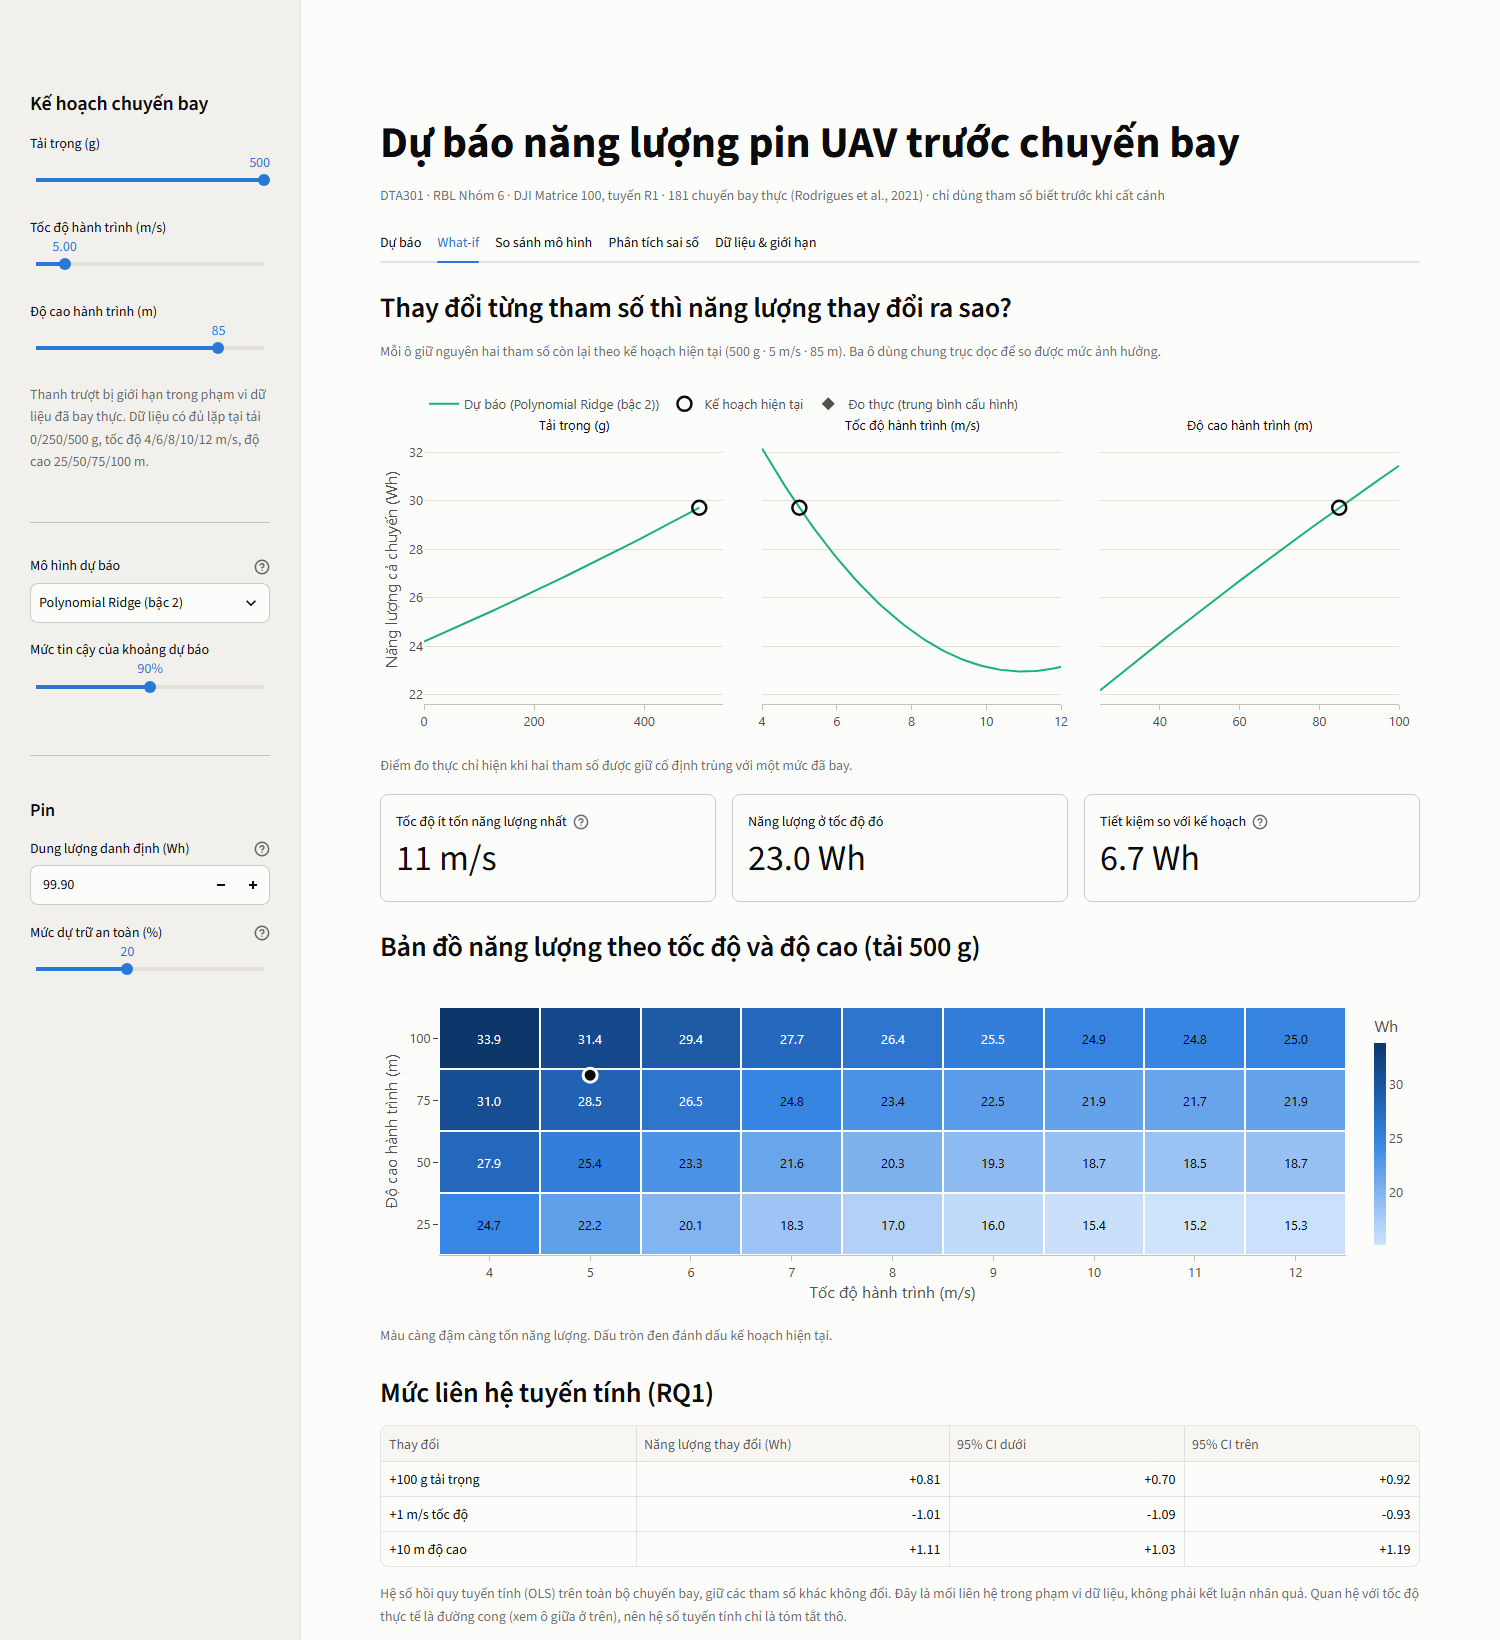 Kế hoạch chuyến bay
Tải trọng (g)
500
Tốc độ hành trình (m/s)
5.00
Độ cao hành trình (m)
85
Thanh trượt bị giới hạn trong phạm vi dữ
liệu đã bay thực. Dữ liệu có đủ lặp tại tải
0/250/500 g, tốc độ 4/6/8/10/12 m/s, độ
cao 25/50/75/100 m.
Mô hình dự báo
Polynomial Ridge (bậc 2)
Mức tin cậy của khoảng dự báo
90%
Pin
Dung lượng danh định (Wh)
99.90
Mức dự trữ an toàn (%)
20
Dự báo năng lượng pin UAV trước chuyến bay
DTA301 · RBL Nhóm 6 · DJI Matrice 100, tuyến R1 · 181 chuyến bay thực (Rodrigues et al., 2021) · chỉ dùng tham số biết trước khi cất cánh
Dự báo What-if So sánh mô hình Phân tích sai số Dữ liệu & giới hạn
Thay đổi từng tham số thì năng lượng thay đổi ra sao?
Mỗi ô giữ nguyên hai tham số còn lại theo kế hoạch hiện tại (500 g · 5 m/s · 85 m). Ba ô dùng chung trục dọc để so được mức ảnh hưởng.
Dự báo (Polynomial Ridge (bậc 2)) Kế hoạch hiện tại Đo thực (trung bình cấu hình)
Tải trọng (g) Tốc độ hành trình (m/s) Độ cao hành trình (m)
Năng lượng cả chuyến (Wh)
32
30
28
26
24
22
0 200 400 4 6 8 10 12 40 60 80 100
Điểm đo thực chỉ hiện khi hai tham số được giữ cố định trùng với một mức đã bay.
Tốc độ ít tốn năng lượng nhất
11 m/s
Năng lượng ở tốc độ đó
23.0 Wh
Tiết kiệm so với kế hoạch
6.7 Wh
Bản đồ năng lượng theo tốc độ và độ cao (tải 500 g)
Độ cao hành trình (m)
100 33.9 31.4 29.4 27.7 26.4 25.5 24.9 24.8 25.0
75 31.0 28.5 26.5 24.8 23.4 22.5 21.9 21.7 21.9
50 27.9 25.4 23.3 21.6 20.3 19.3 18.7 18.5 18.7
25 24.7 22.2 20.1 18.3 17.0 16.0 15.4 15.2 15.3
4 5 6 7 8 9 10 11 12
Tốc độ hành trình (m/s)
Wh
30
25
20
Màu càng đậm càng tốn năng lượng. Dấu tròn đen đánh dấu kế hoạch hiện tại.
Mức liên hệ tuyến tính (RQ1)
Thay đổi Năng lượng thay đổi (Wh) 95% CI dưới 95% CI trên
+100 g tải trọng +0.81 +0.70 +0.92
+1 m/s tốc độ -1.01 -1.09 -0.93
+10 m độ cao +1.11 +1.03 +1.19
Hệ số hồi quy tuyến tính (OLS) trên toàn bộ chuyến bay, giữ các tham số khác không đổi. Đây là mối liên hệ trong phạm vi dữ liệu, không phải kết luận nhân quả. Quan hệ với tốc độ
thực tế là đường cong (xem ô giữa ở trên), nên hệ số tuyến tính chỉ là tóm tắt thô.